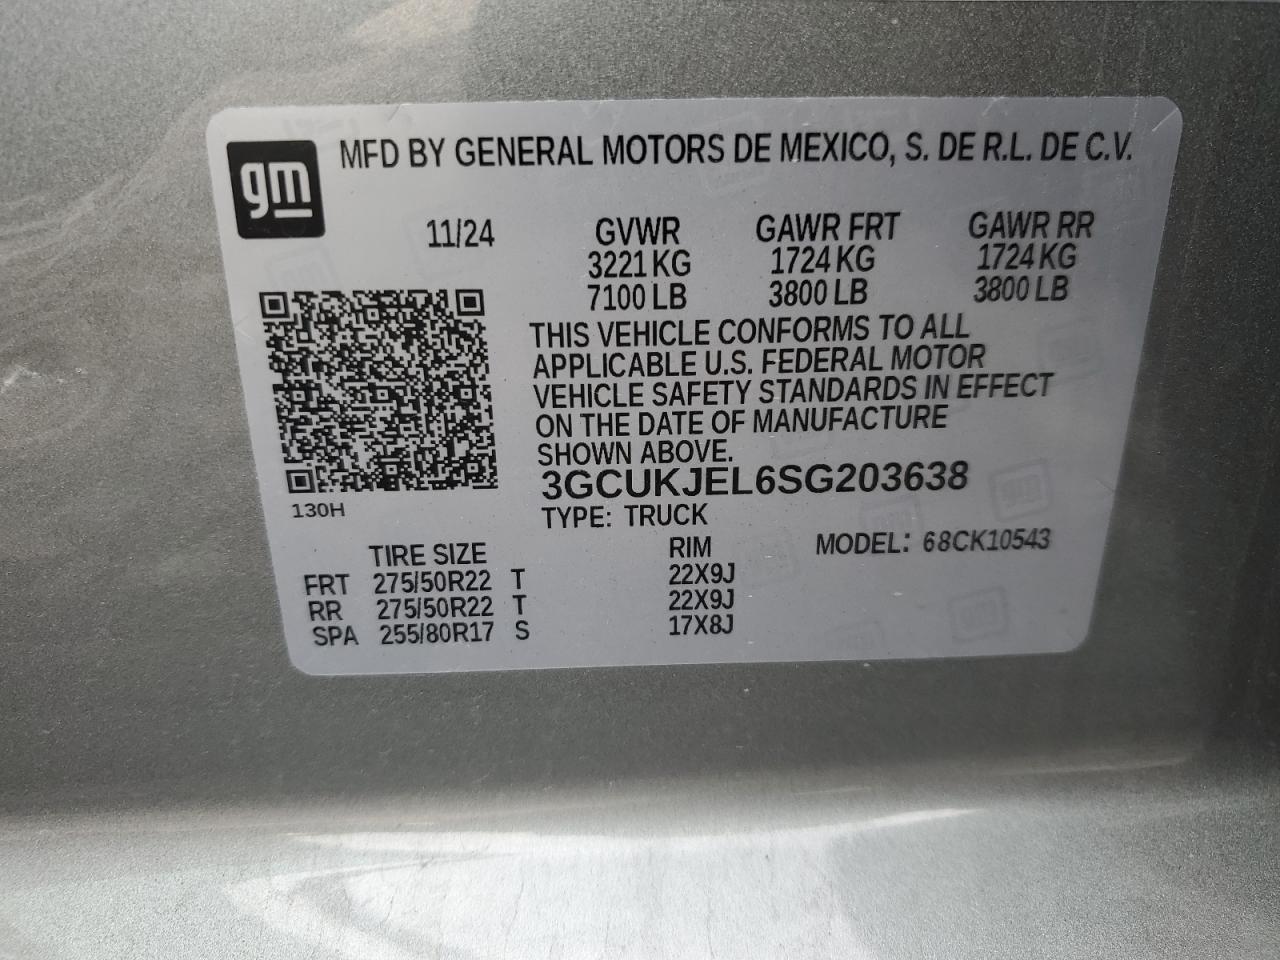 gm
MFD BY GENERAL MOTORS DE MEXICO, S. DE R.L. DE C.V.
11/24 GVWR GAWR FRT GAWR RR
3221 KG 1724 KG 1724 KG
7100 LB 3800 LB 3800 LB
THIS VEHICLE CONFORMS TO ALL
APPLICABLE U.S. FEDERAL MOTOR
VEHICLE SAFETY STANDARDS IN EFFECT
ON THE DATE OF MANUFACTURE
SHOWN ABOVE.
3GCUKJEL6SG203638
130H
TYPE: TRUCK
TIRE SIZE RIM MODEL: 68CK10543
FRT 275/50R22 T 22X9J
RR 275/50R22 T 22X9J
SPA 255/80R17 S 17X8J